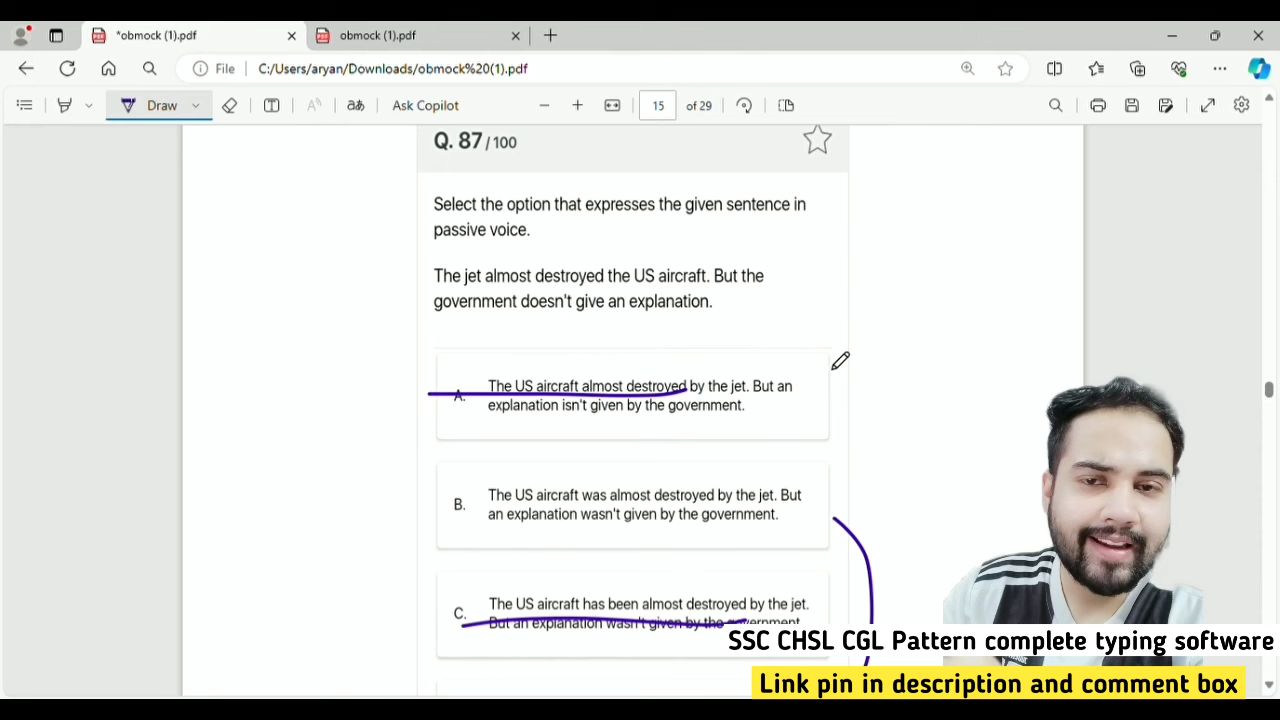 *obmock (1).pdf
obmock (1).pdf
File
C:/Users/aryan/Downloads/obmock%20(1).pdf
Draw
Ask Copilot
15
of 29
Q. 87 / 100
Select the option that expresses the given sentence in
passive voice.
The jet almost destroyed the US aircraft. But the
government doesn't give an explanation.
A.
The US aircraft almost destroyed by the jet. But an
explanation isn't given by the government.
B.
The US aircraft was almost destroyed by the jet. But
an explanation wasn't given by the government.
C.
The US aircraft has been almost destroyed by the jet.
But an explanation wasn't given by the government
SSC CHSL CGL Pattern complete typing software
Link pin in description and comment box